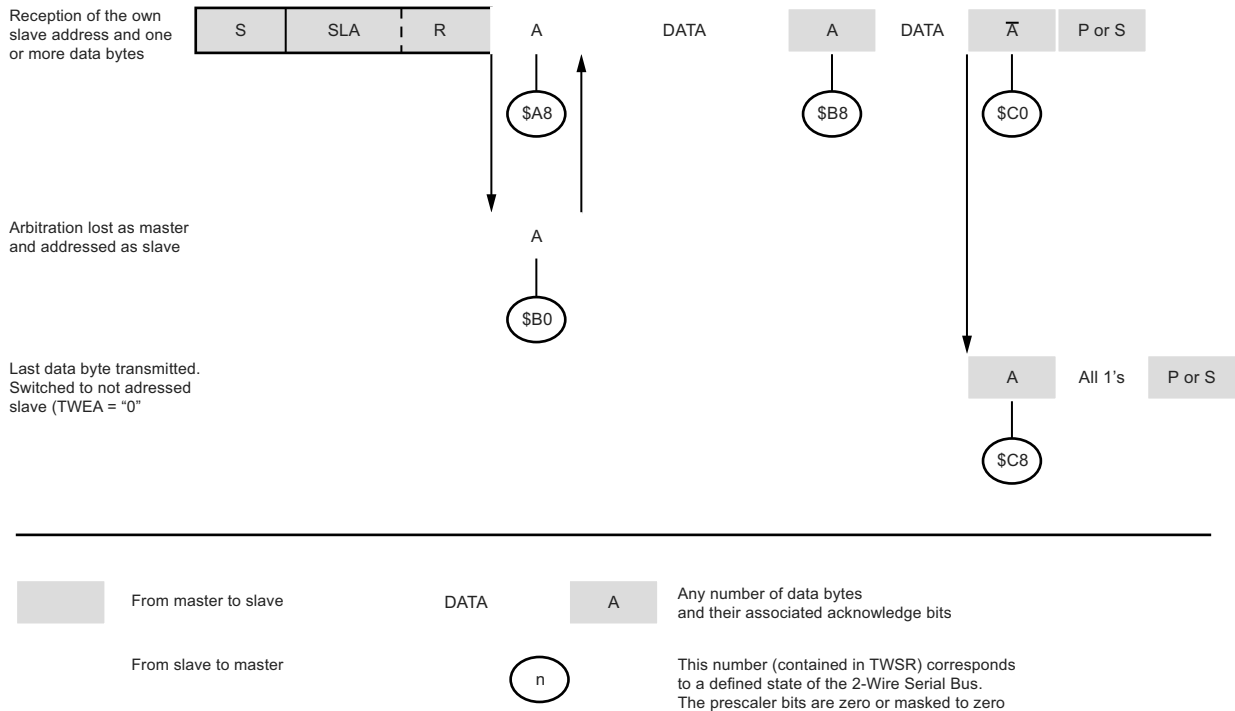 Reception of the own
slave address and one
or more data bytes
S SLA R A DATA A DATA A̅ P or S
$A8 $B8 $C0
Arbitration lost as master
and addressed as slave
A
$B0
Last data byte transmitted.
Switched to not adressed
slave (TWEA = “0”
A All 1's P or S
$C8
From master to slave
DATA A
Any number of data bytes
and their associated acknowledge bits
From slave to master
n
This number (contained in TWSR) corresponds
to a defined state of the 2-Wire Serial Bus.
The prescaler bits are zero or masked to zero